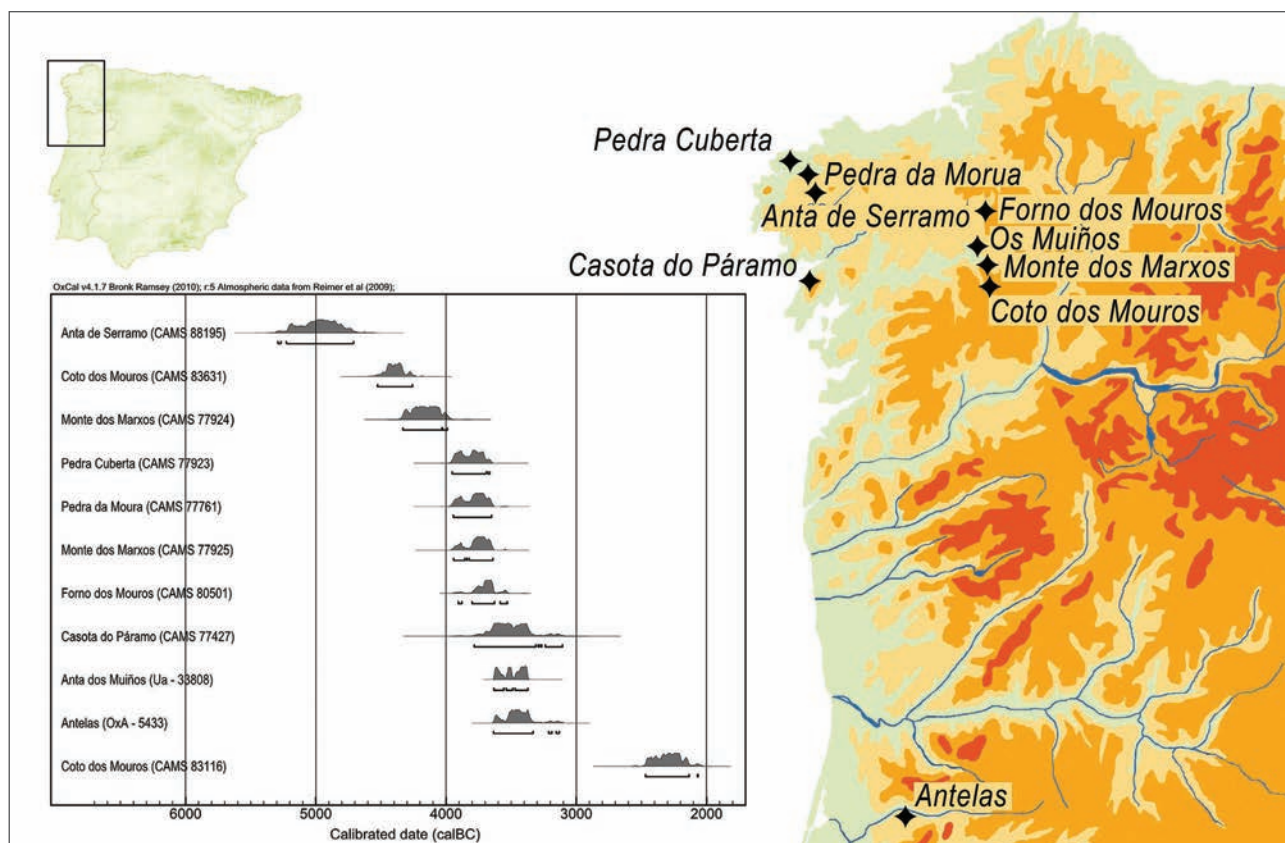 Pedra Cuberta
Pedra da Morua
Anta de Serramo
Forno dos Mouros
Os Muiños
Casota do Páramo
Monte dos Marxos
Coto dos Mouros
Antelas
OxCal v4.1.7 Bronk Ramsey (2010); r:5 Atmospheric data from Reimer et al (2009);
Anta de Serramo (CAMS 88195)
Coto dos Mouros (CAMS 83631)
Monte dos Marxos (CAMS 77924)
Pedra Cuberta (CAMS 77923)
Pedra da Moura (CAMS 77761)
Monte dos Marxos (CAMS 77925)
Forno dos Mouros (CAMS 80501)
Casota do Páramo (CAMS 77427)
Anta dos Muiños (Ua - 33808)
Antelas (OxA - 5433)
Coto dos Mouros (CAMS 83116)
6000 5000 4000 3000 2000
Calibrated date (calBC)